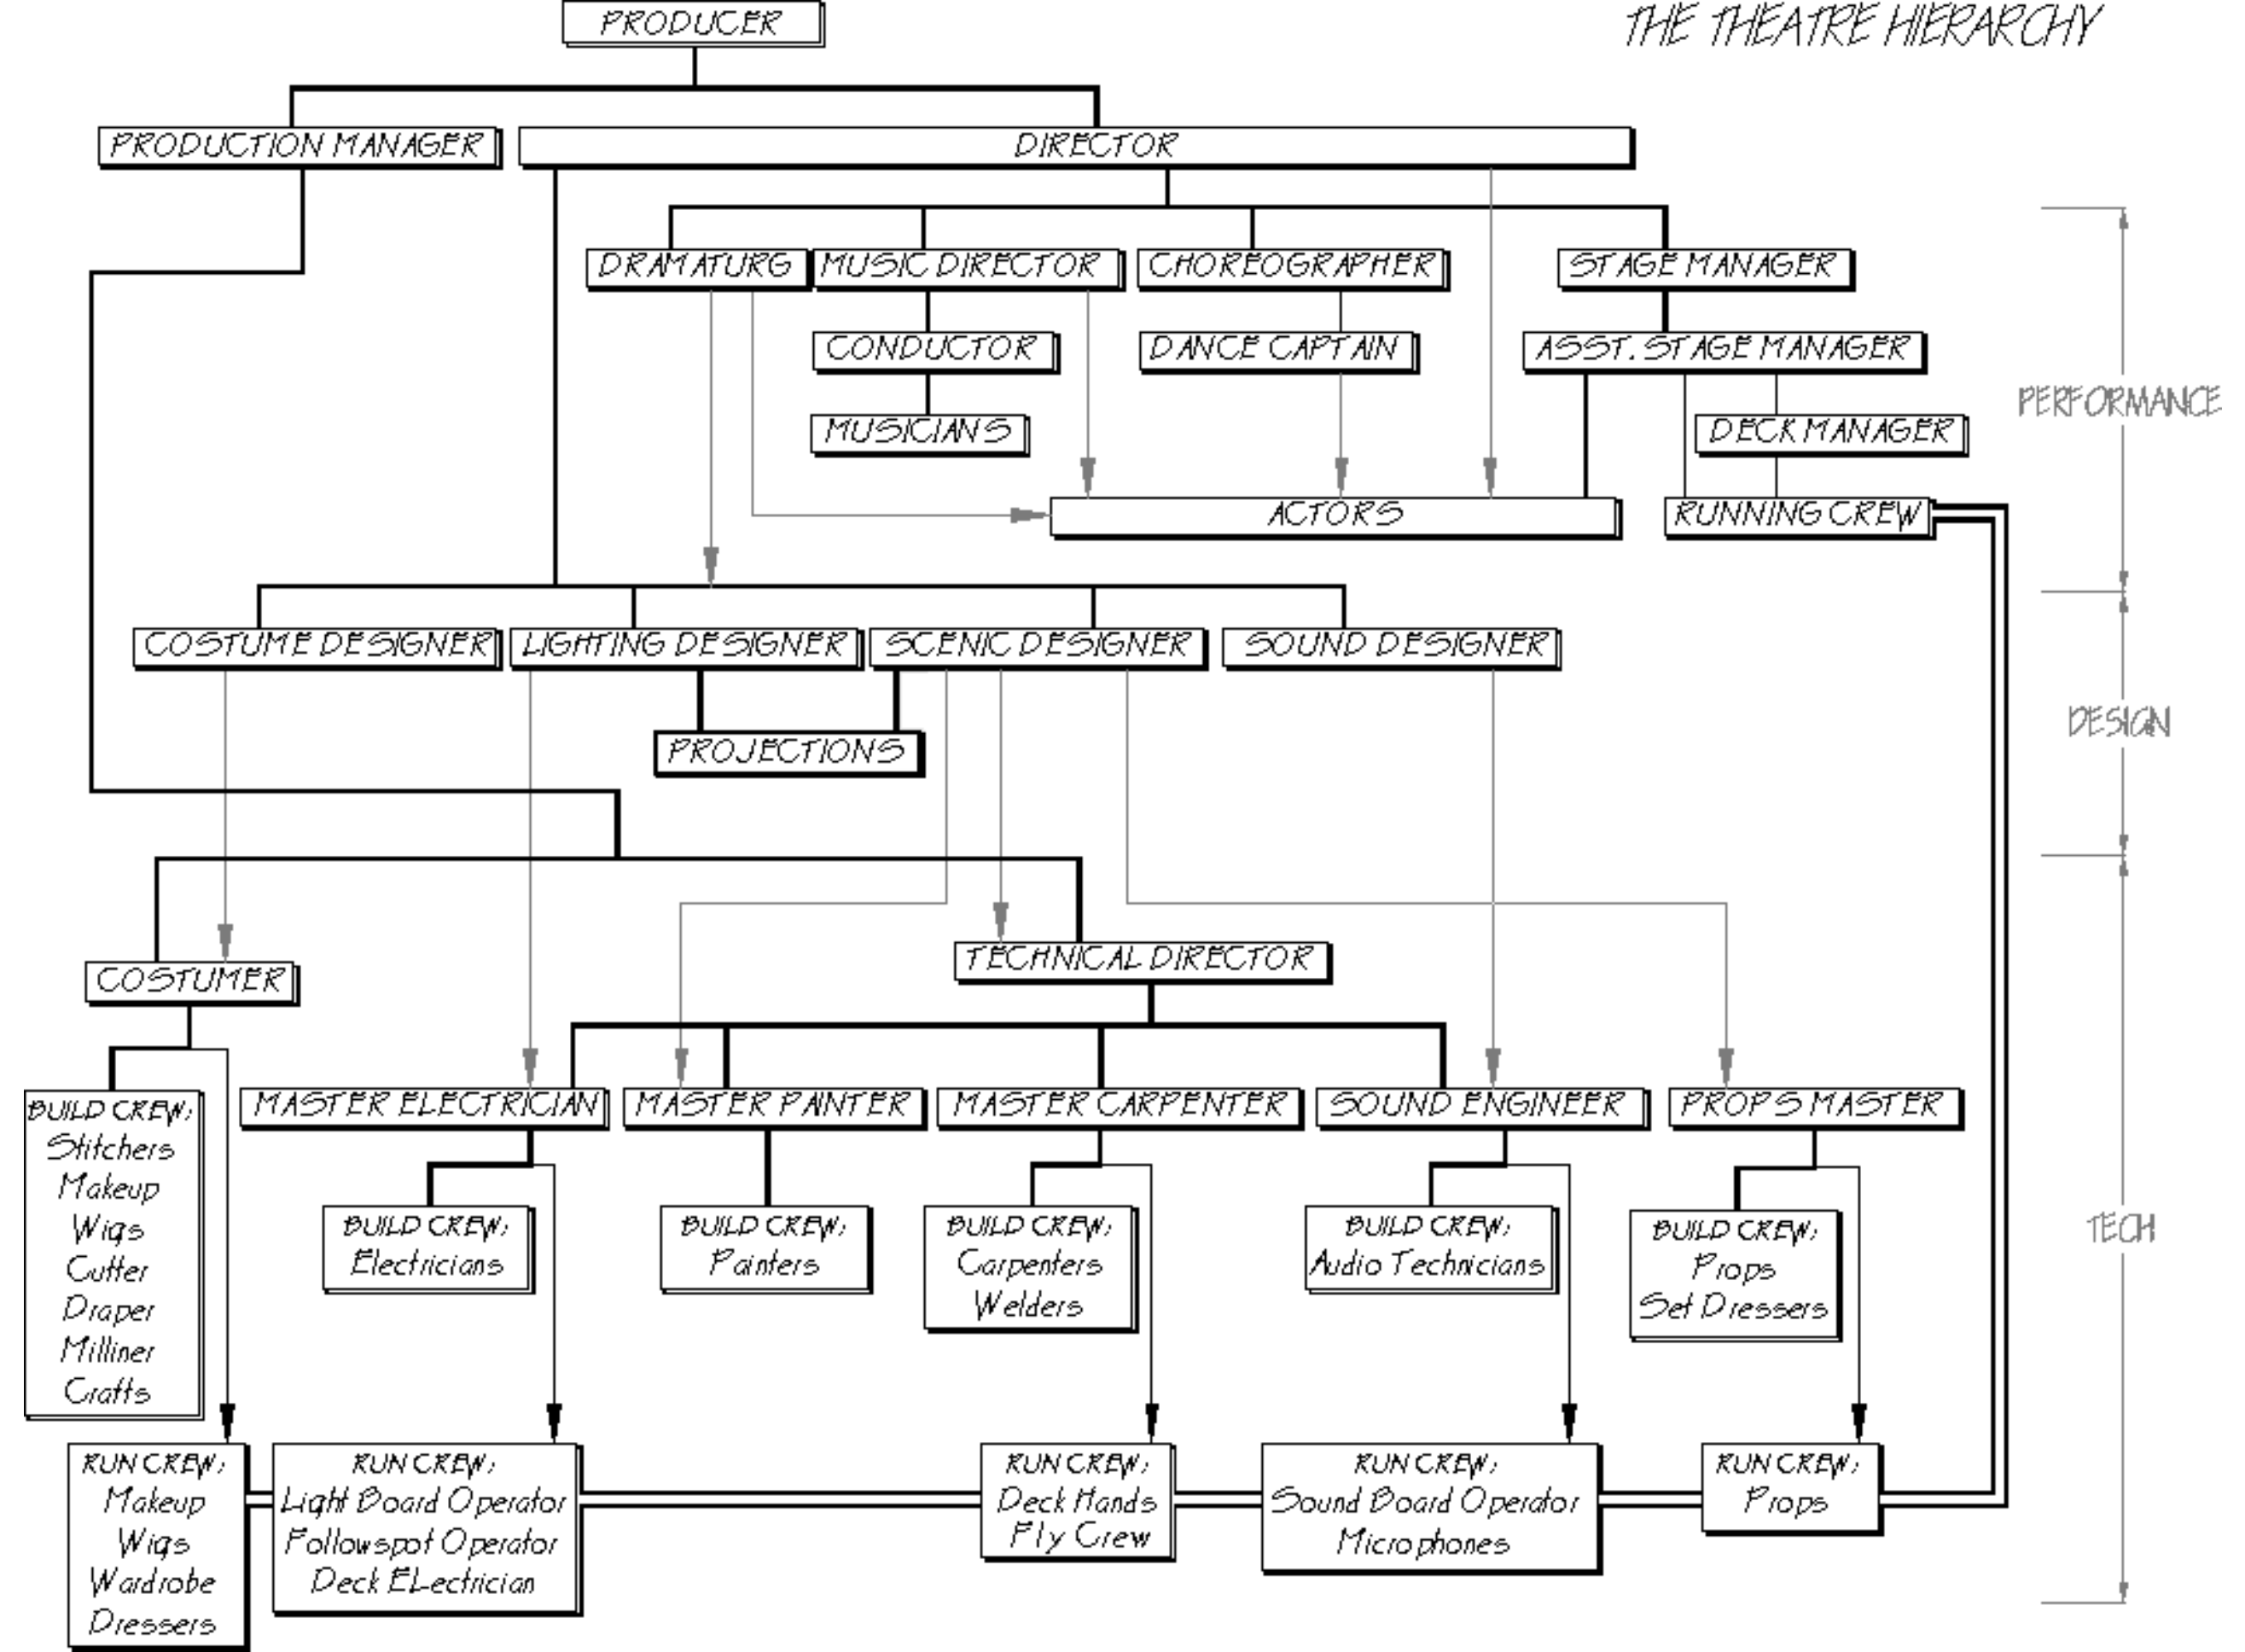 THE THEATRE HIERARCHY
PRODUCER
PRODUCTION MANAGER
DIRECTOR
DRAMATURG
MUSIC DIRECTOR
CHOREOGRAPHER
STAGE MANAGER
CONDUCTOR
DANCE CAPTAIN
ASST. STAGE MANAGER
PERFORMANCE
MUSICIANS
DECK MANAGER
ACTORS
RUNNING CREW
COSTUME DESIGNER
LIGHTING DESIGNER
SCENIC DESIGNER
SOUND DESIGNER
DESIGN
PROJECTIONS
TECHNICAL DIRECTOR
COSTUMER
MASTER ELECTRICIAN
MASTER PAINTER
MASTER CARPENTER
SOUND ENGINEER
PROPS MASTER
BUILD CREW:
Stitchers
Makeup
Wigs
Cutter
Draper
Milliner
Crafts
BUILD CREW:
Electricians
BUILD CREW:
Painters
BUILD CREW:
Carpenters
Welders
BUILD CREW:
Audio Technicians
BUILD CREW:
Props
Set Dressers
TECH
RUN CREW:
Makeup
Wigs
Wardrobe
Dressers
RUN CREW:
Light Board Operator
Followspot Operator
Deck ELectrician
RUN CREW:
Deck Hands
Fly Crew
RUN CREW:
Sound Board Operator
Microphones
RUN CREW:
Props